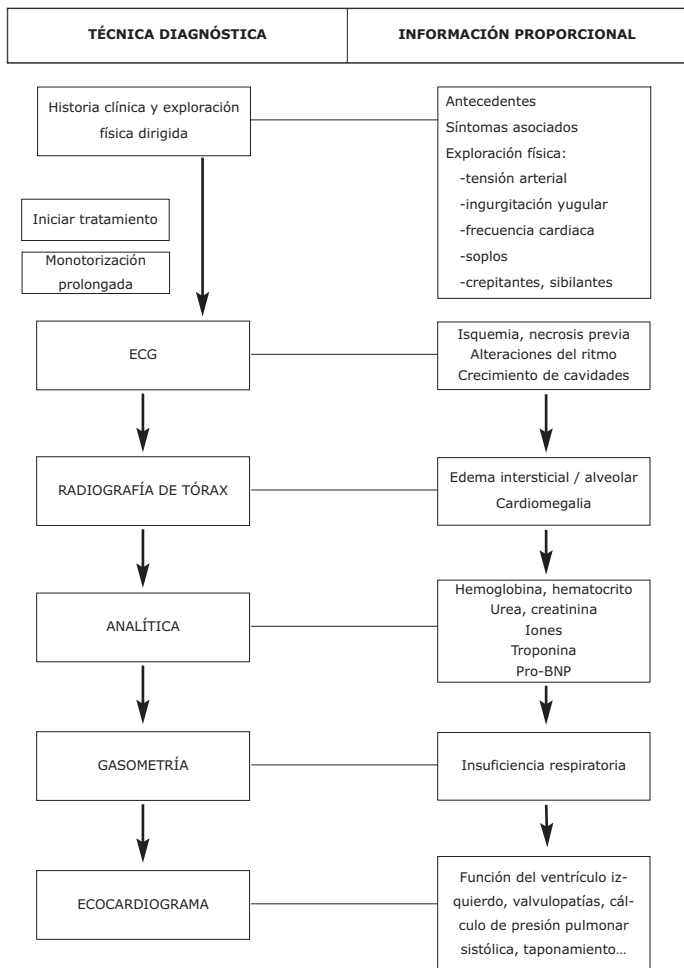 TÉCNICA DIAGNÓSTICA
INFORMACIÓN PROPORCIONAL
Historia clínica y exploración
física dirigida
Antecedentes
Síntomas asociados
Exploración física:
-tensión arterial
-ingurgitación yugular
-frecuencia cardiaca
-soplos
-crepitantes, sibilantes
Iniciar tratamiento
Monotorización
prolongada
ECG
Isquemia, necrosis previa
Alteraciones del ritmo
Crecimiento de cavidades
RADIOGRAFÍA DE TÓRAX
Edema intersticial / alveolar
Cardiomegalia
ANALÍTICA
Hemoglobina, hematocrito
Urea, creatinina
Iones
Troponina
Pro-BNP
GASOMETRÍA
Insuficiencia respiratoria
ECOCARDIOGRAMA
Función del ventrículo iz-
quierdo, valvulopatías, cál-
culo de presión pulmonar
sistólica, taponamiento...